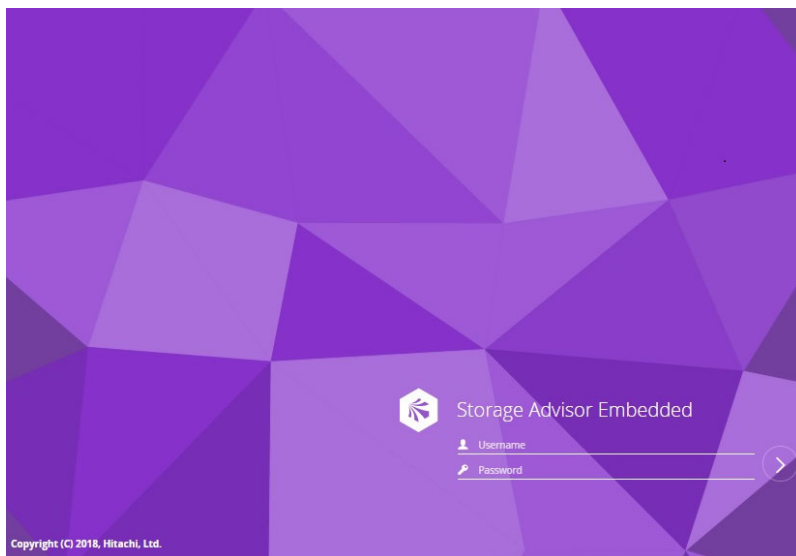 Storage Advisor Embedded
Username
Password
Copyright (C) 2018, Hitachi, Ltd.